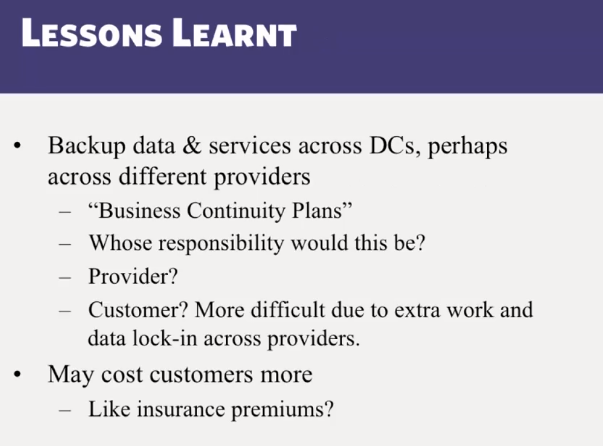 LESSONS LEARNT
• Backup data & services across DCs, perhaps
across different providers
– “Business Continuity Plans”
– Whose responsibility would this be?
– Provider?
– Customer? More difficult due to extra work and
data lock-in across providers.
• May cost customers more
– Like insurance premiums?